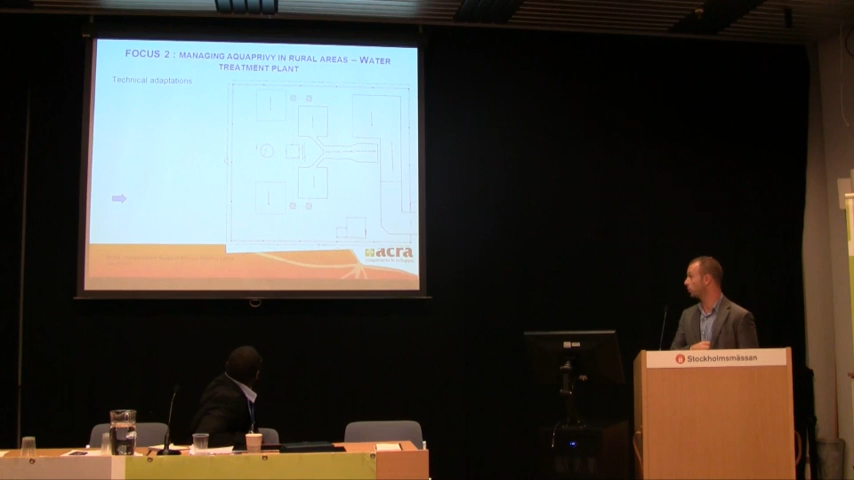 FOCUS 2 : MANAGING AQUAPRIVY IN RURAL AREAS – WATER
TREATMENT PLANT
Technical adaptations
acra
Stockholmsmässan